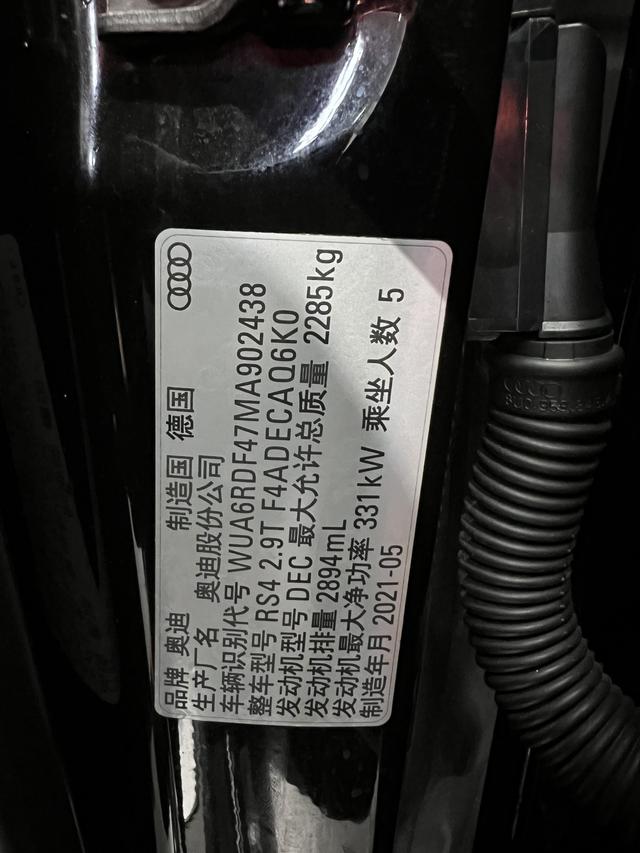 品牌 奥迪 制造国 德国
生产厂名 奥迪股份公司
车辆识别代号 WUA6RDF47MA902438
整车型号 RS4 2.9T F4ADECAQ6K0
发动机型号 DEC 最大允许总质量 2285kg
发动机排量 2894mL
发动机最大净功率 331kW 乘坐人数 5
制造年月 2021-05